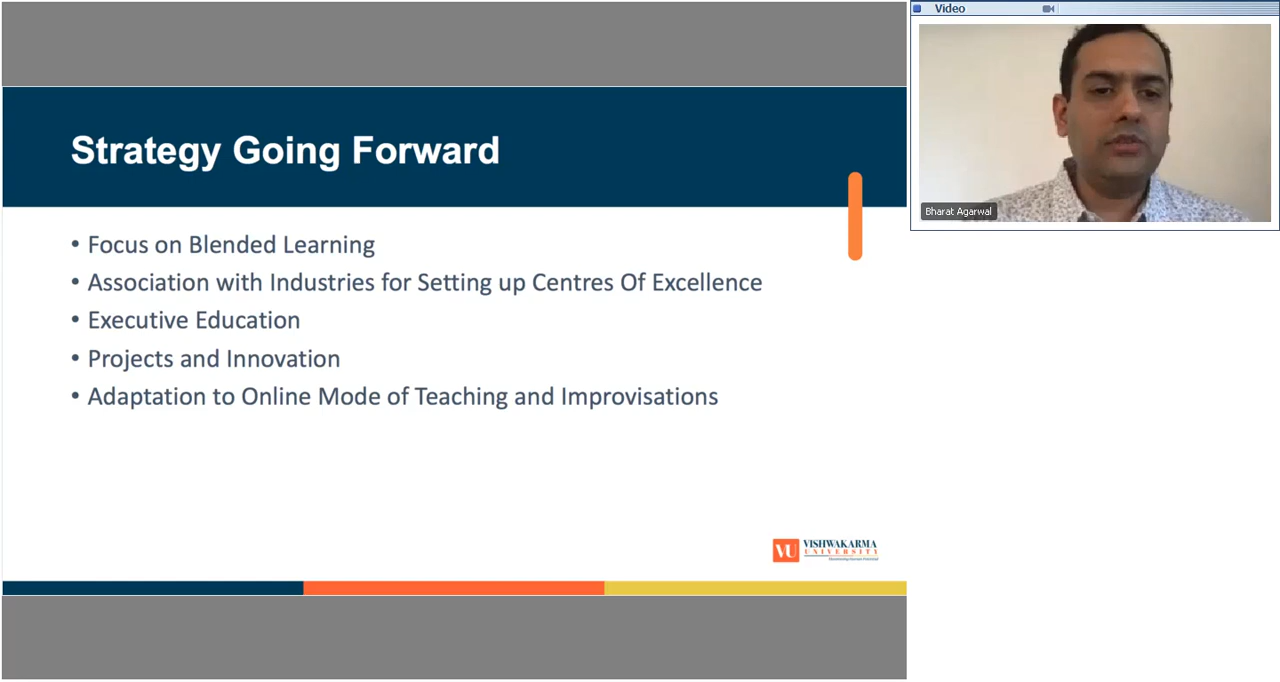 Strategy Going Forward
• Focus on Blended Learning
• Association with Industries for Setting up Centres Of Excellence
• Executive Education
• Projects and Innovation
• Adaptation to Online Mode of Teaching and Improvisations
VU VISHWAKARMA
UNIVERSITY
Video
Bharat Agarwal